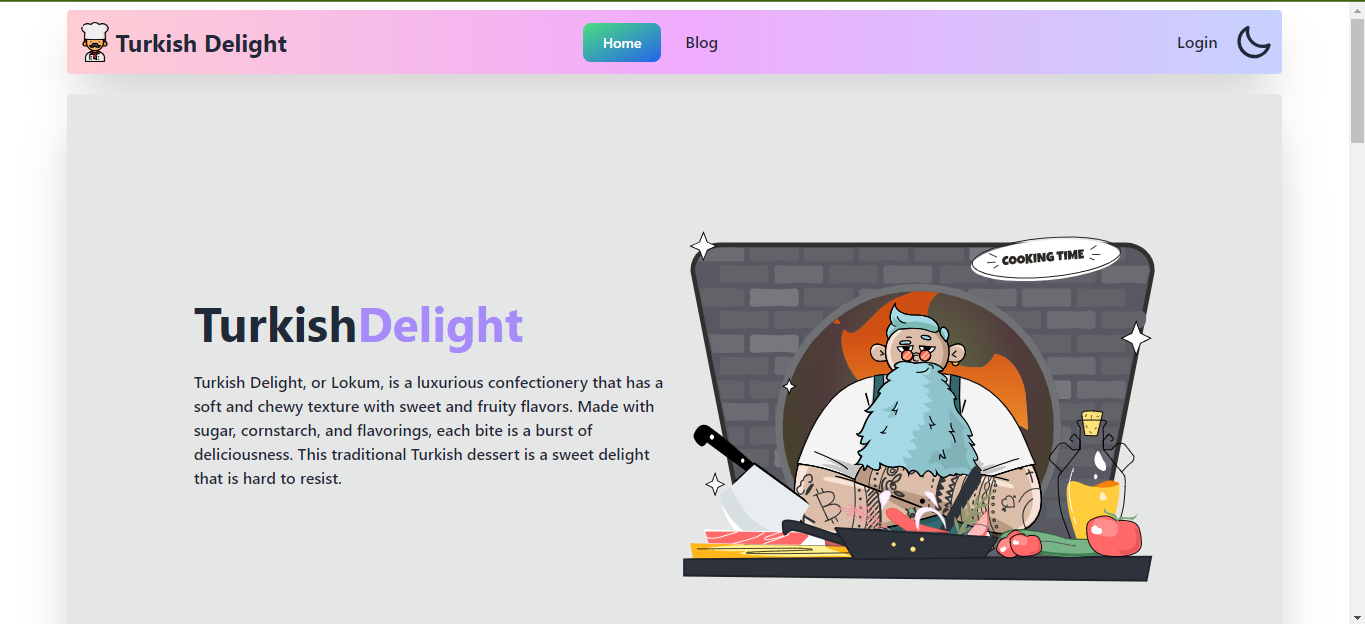 Turkish Delight
Home
Blog
Login
COOKING TIME
TurkishDelight
Turkish Delight, or Lokum, is a luxurious confectionery that has a
soft and chewy texture with sweet and fruity flavors. Made with
sugar, cornstarch, and flavorings, each bite is a burst of
deliciousness. This traditional Turkish dessert is a sweet delight
that is hard to resist.